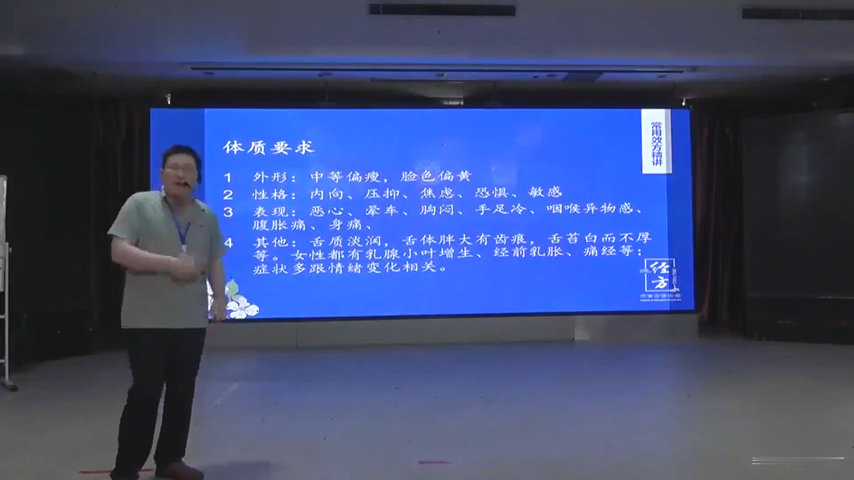 常用效方精讲
体质要求
1 外形：中等偏瘦，脸色偏黄
2 性格：内向、压抑、焦虑、恐惧、敏感
3 表现：恶心、晕车、胸闷、手足冷、咽喉异物感、
腹胀痛、身痛、
4 其他：舌质淡润，舌体胖大有齿痕，舌苔白而不厚
等。女性都有乳腺小叶增生、经前乳胀、痛经等；
症状多跟情绪变化相关。
经方